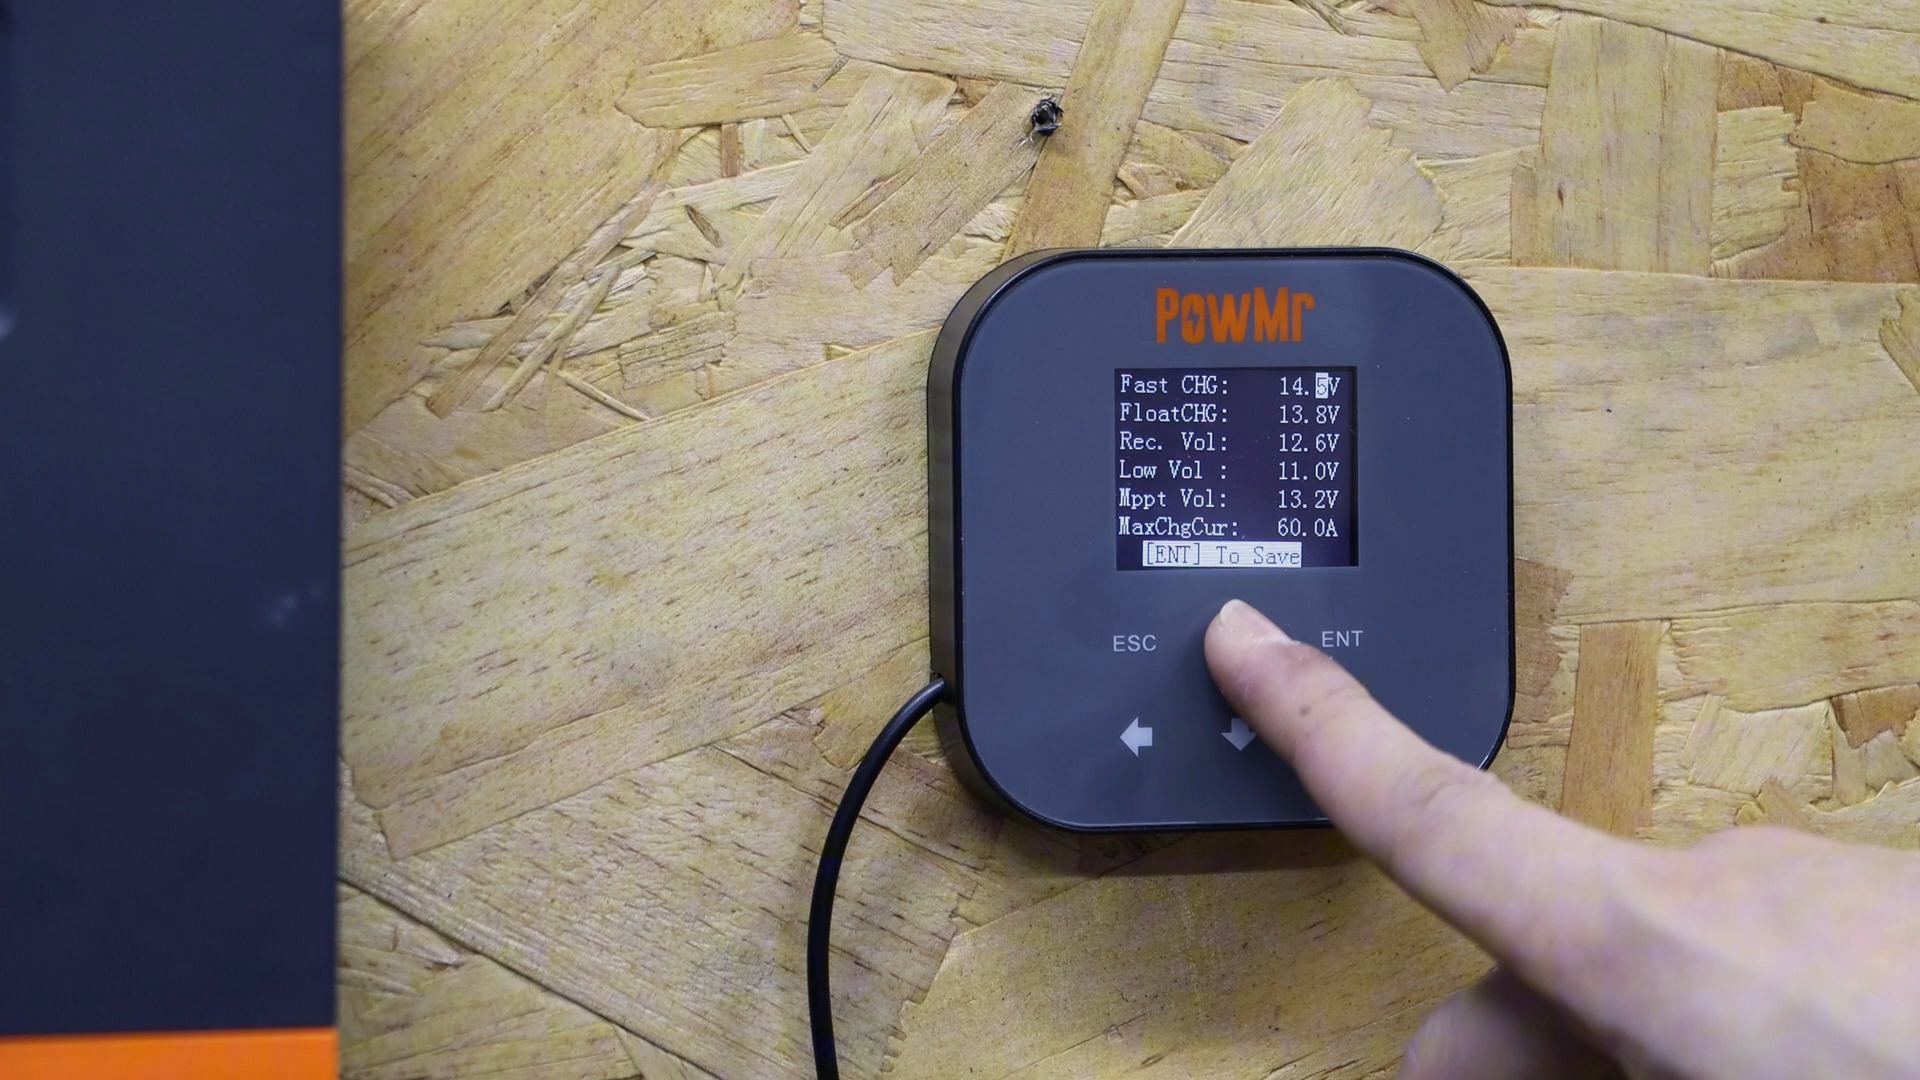 PowMr
Fast CHG: 14.5V
FloatCHG: 13.8V
Rec. Vol: 12.6V
Low Vol : 11.0V
Mppt Vol: 13.2V
MaxChgCur: 60.0A
[ENT] To Save
ESC ENT